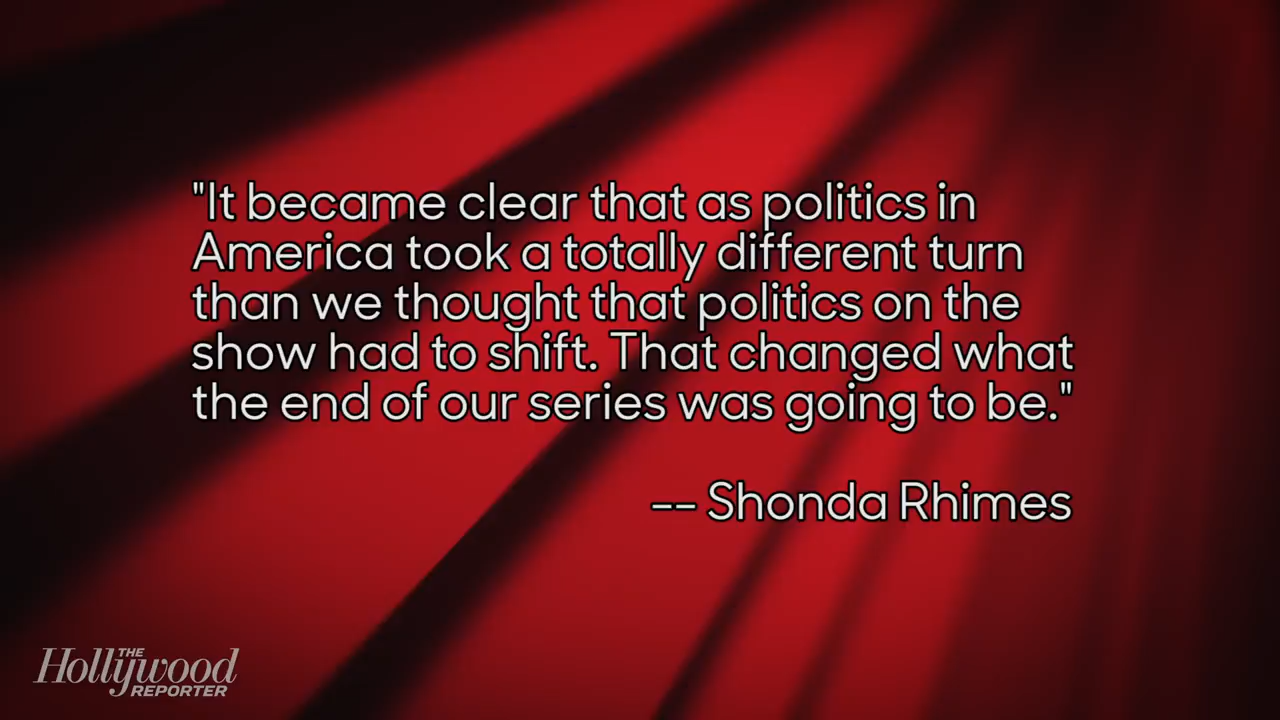 "It became clear that as politics in
America took a totally different turn
than we thought that politics on the
show had to shift. That changed what
the end of our series was going to be."
-- Shonda Rhimes
THE
Hollywood
REPORTER